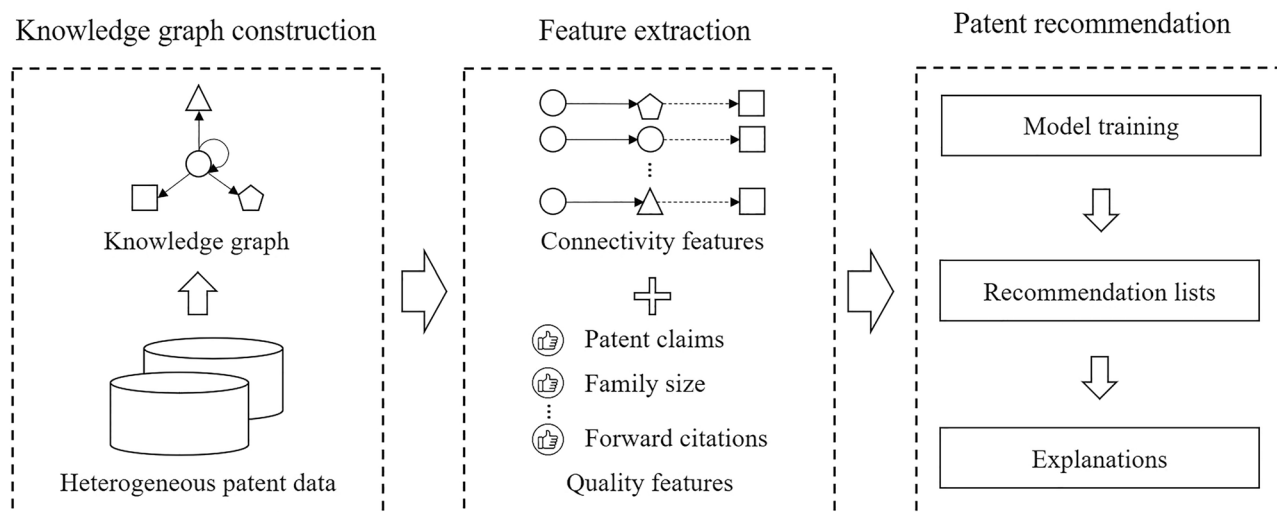 Knowledge graph construction
Knowledge graph
Heterogeneous patent data
Feature extraction
Connectivity features
Patent claims
Family size
Forward citations
Quality features
Patent recommendation
Model training
Recommendation lists
Explanations